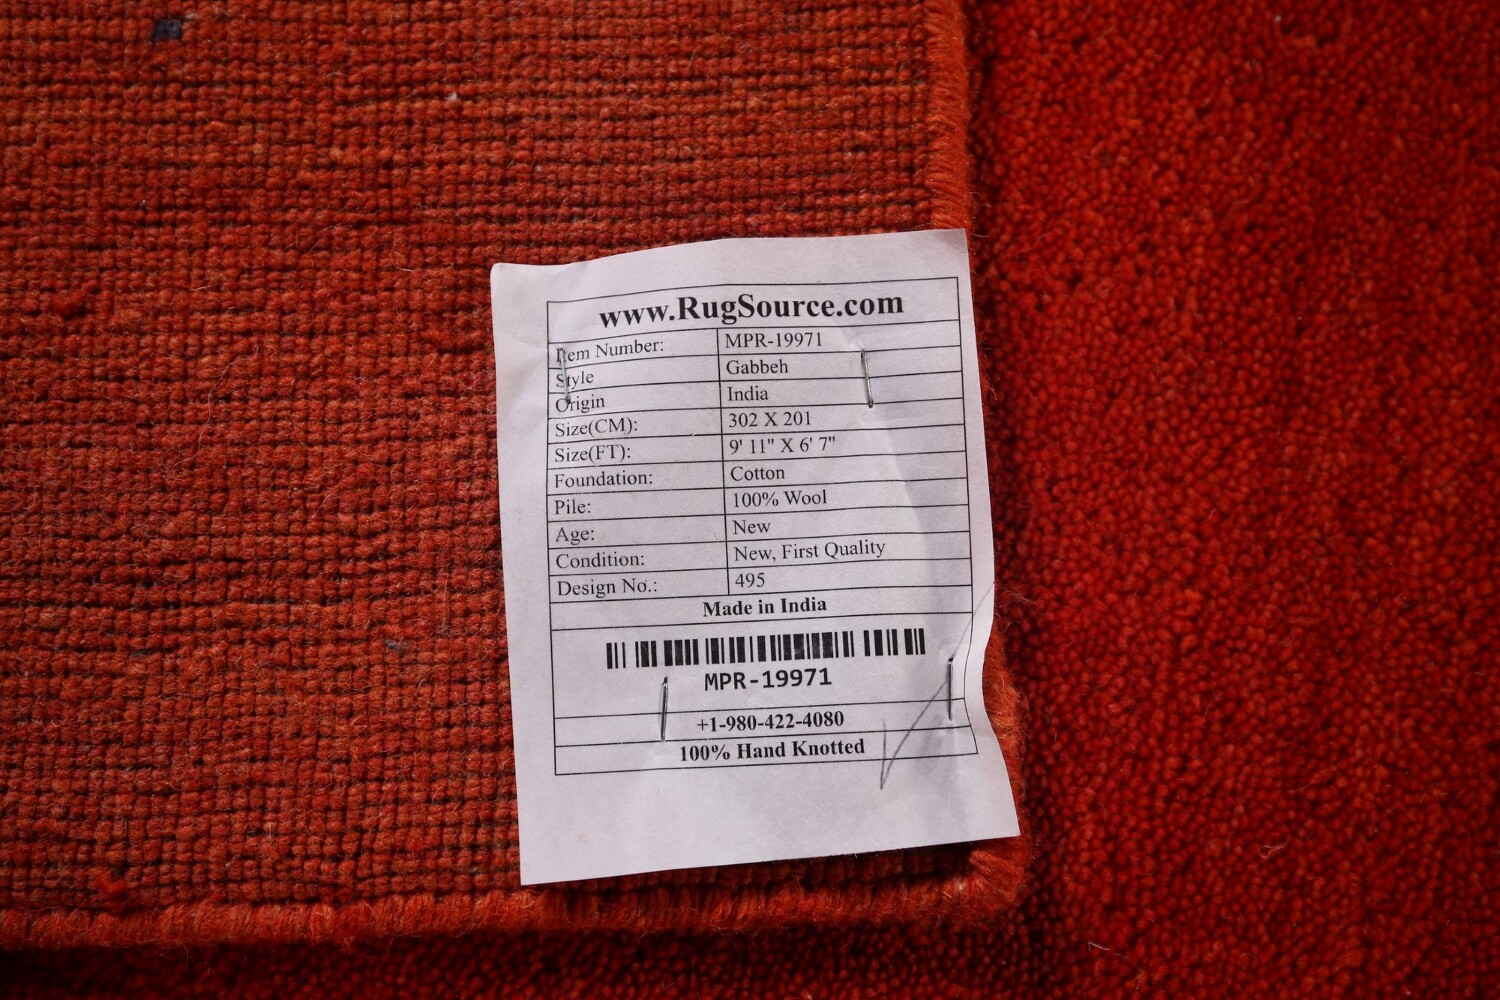 www.RugSource.com
Item Number: MPR-19971
Style Gabbeh
Origin India
Size(CM): 302 X 201
Size(FT): 9' 11" X 6' 7"
Foundation: Cotton
Pile: 100% Wool
Age: New
Condition: New, First Quality
Design No.: 495
Made in India
MPR-19971
+1-980-422-4080
100% Hand Knotted